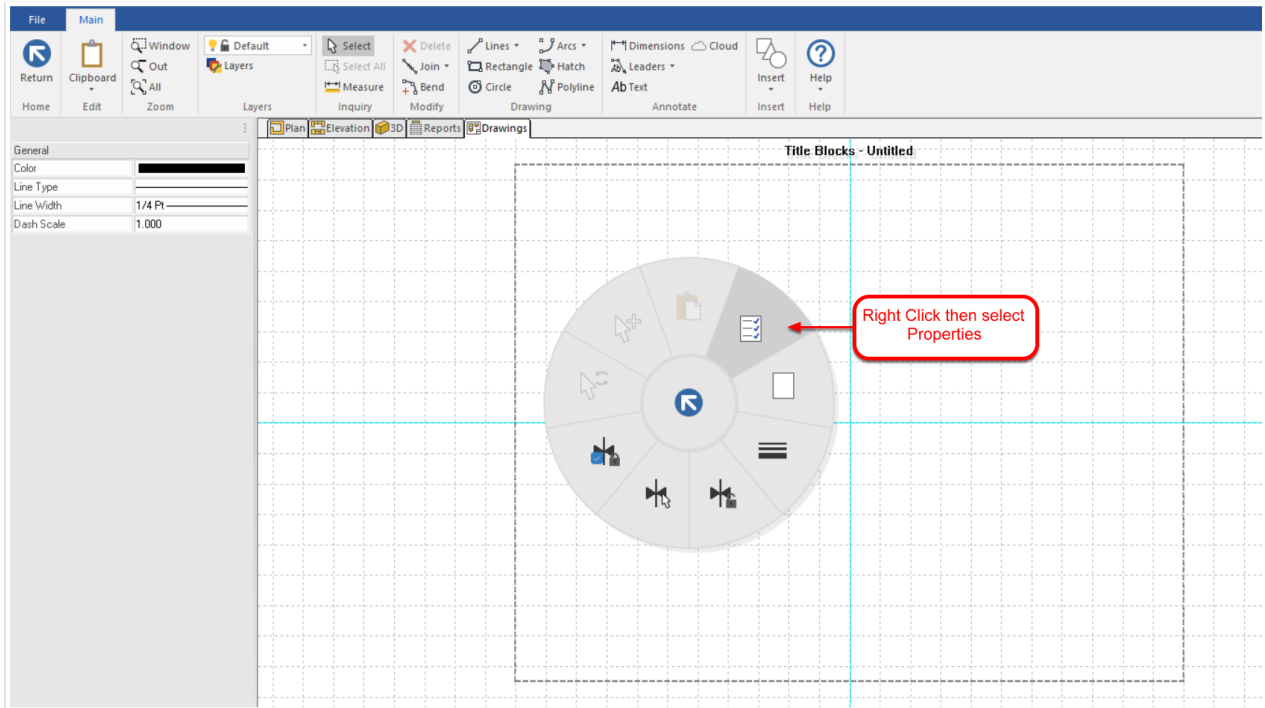 File Main
Return
Clipboard
Window
Out
All
Default
Layers
Select
Select All
Measure
Delete
Join
Bend
Lines
Rectangle
Circle
Arcs
Hatch
Polyline
Dimensions
Cloud
Leaders
Ab Text
Insert
Help
Home Edit Zoom Layers Inquiry Modify Drawing Annotate Insert Help
Plan Elevation 3D Reports Drawings
General
Color
Line Type
Line Width 1/4 Pt
Dash Scale 1.000
Title Blocks - Untitled
Right Click then select
Properties